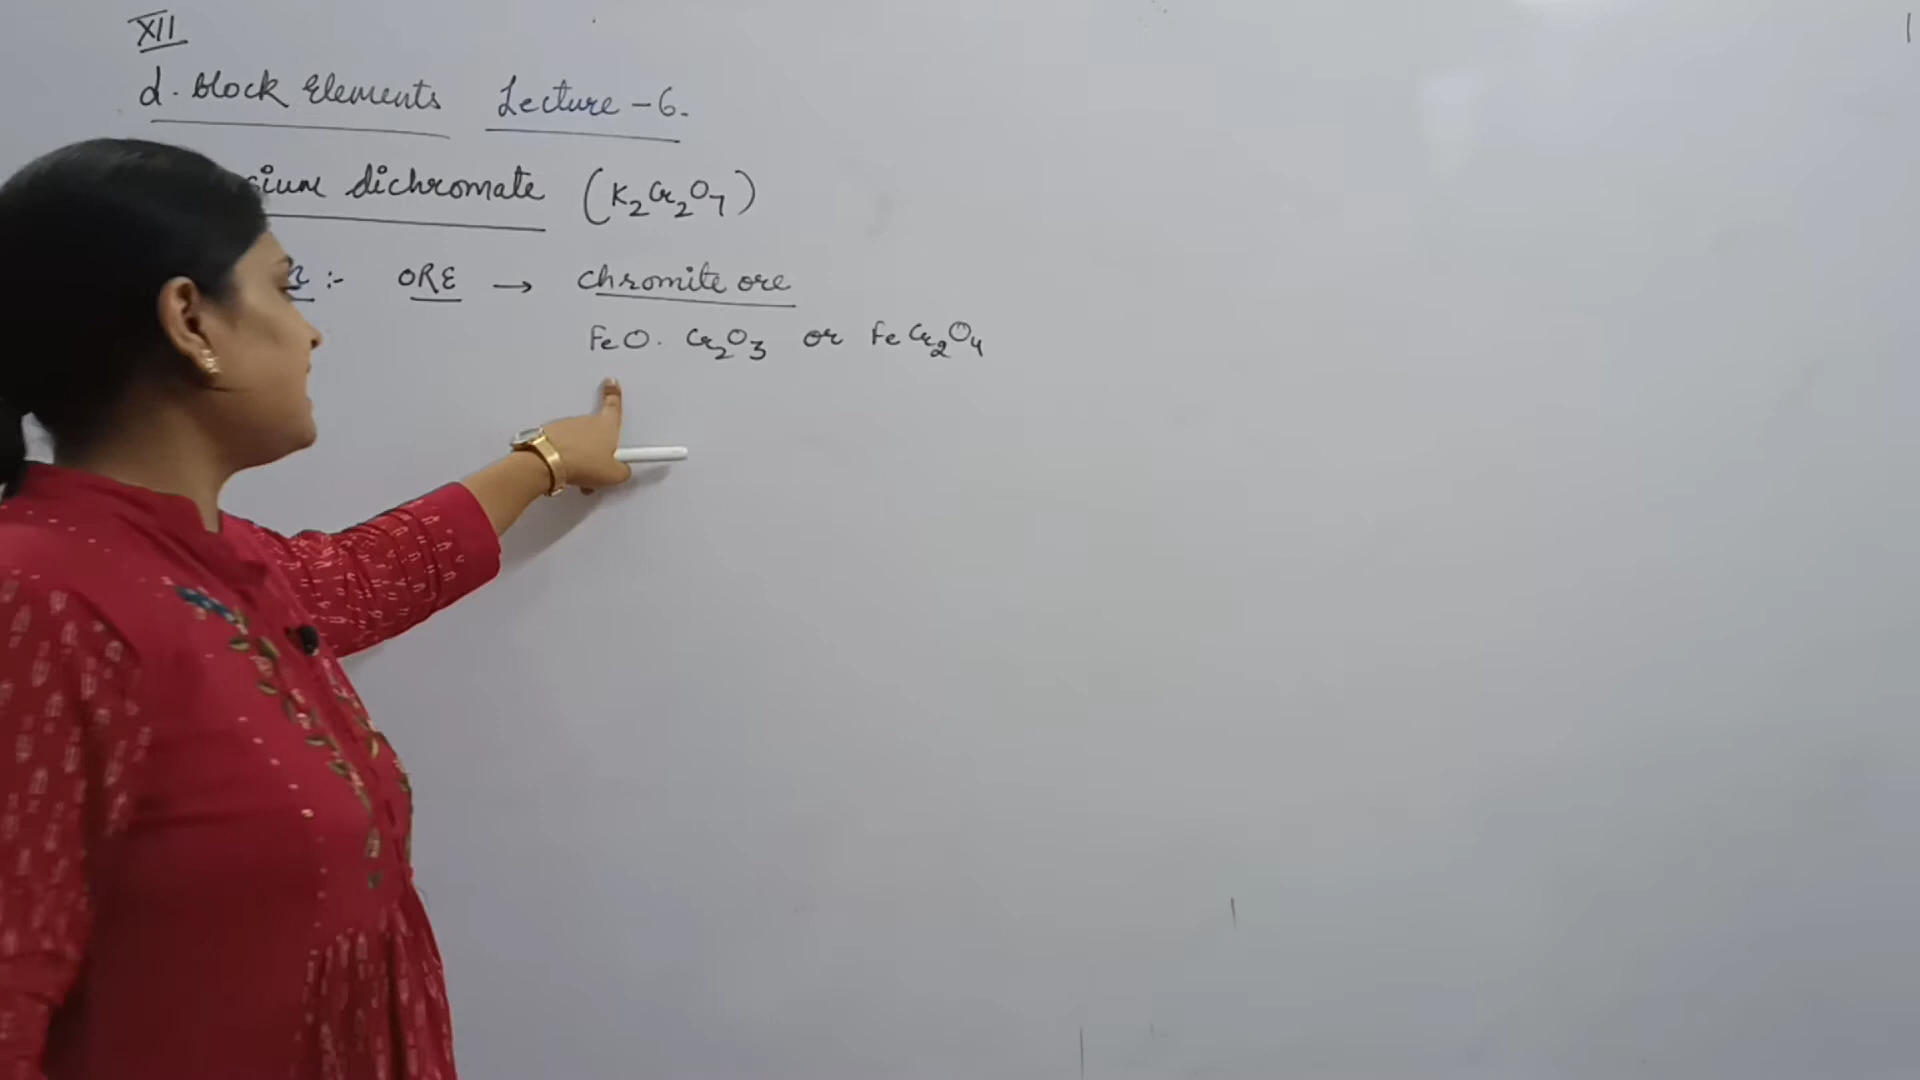 XII
d. Block Elements Lecture - 6.
dichromate (K₂Cr₂O₇)
:- ORE → chromite ore
FeO. Cr₂O₃ or FeCr₂O₄